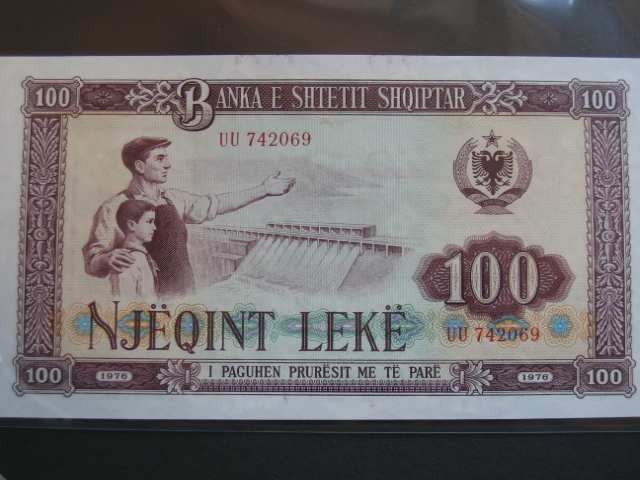 100 BANKA E SHTETIT SHQIPTAR 100
UU 742069
100
UU 742069
NJËQINT LEKË
100 1976 I PAGUHEN PRURËSIT ME TË PARË 1976 100